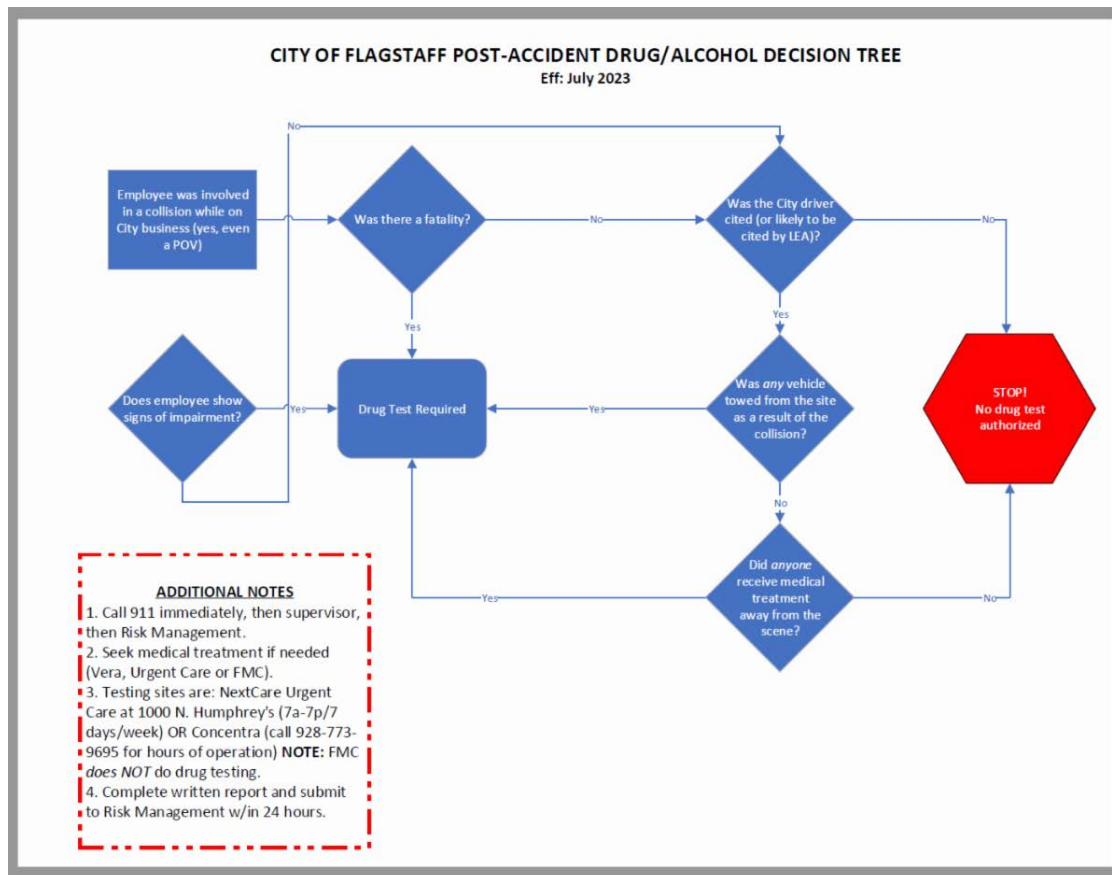 CITY OF FLAGSTAFF POST-ACCIDENT DRUG/ALCOHOL DECISION TREE
Eff: July 2023
No
Employee was involved
in a collision while on
City business (yes, even
a POV)
Was there a fatality?
No
Was the City driver
cited (or likely to be
cited by LEA)?
No
Yes
Yes
Does employee show
signs of impairment?
Yes
Drug Test Required
Yes
Was any vehicle
towed from the site
as a result of the
collision?
STOP!
No drug test
authorized
No
Did anyone
receive medical
treatment
away from the
scene?
Yes
No
ADDITIONAL NOTES
1. Call 911 immediately, then supervisor,
then Risk Management.
2. Seek medical treatment if needed
(Vera, Urgent Care or FMC).
3. Testing sites are: NextCare Urgent
Care at 1000 N. Humphrey's (7a-7p/7
days/week) OR Concentra (call 928-773-
9695 for hours of operation) NOTE: FMC
does NOT do drug testing.
4. Complete written report and submit
to Risk Management w/in 24 hours.